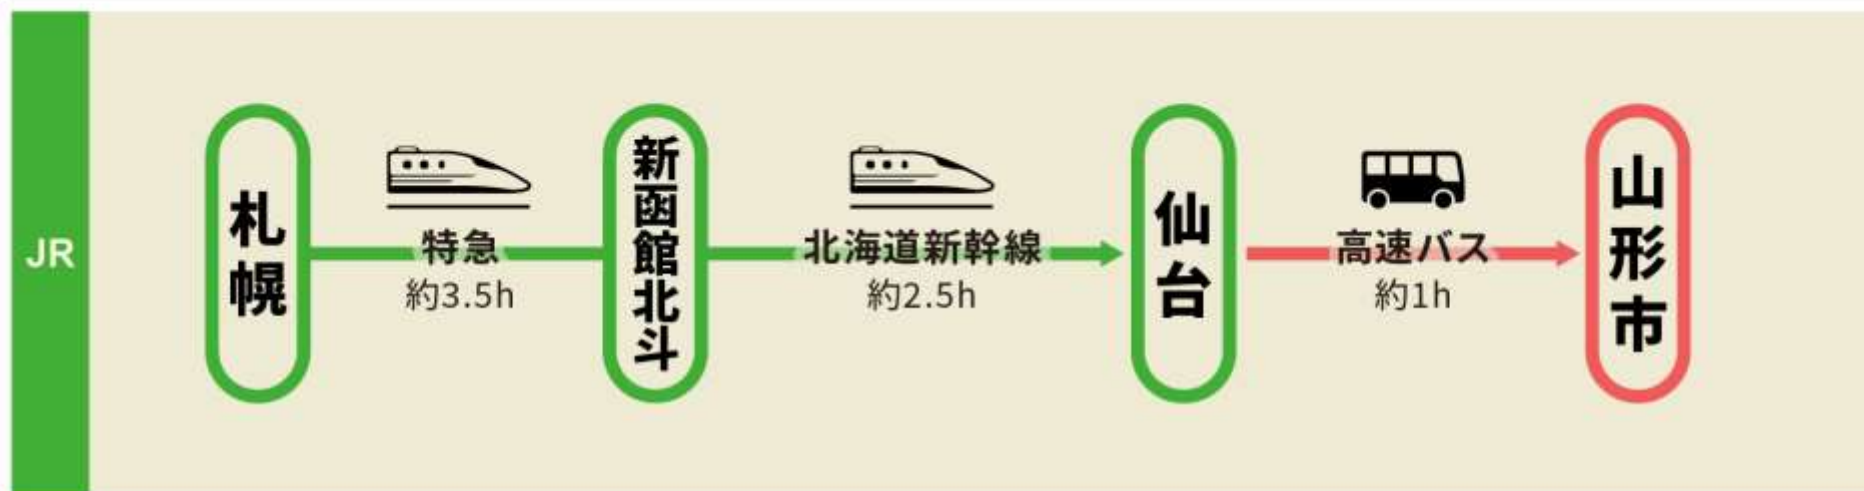 JR
札幌
特急
約3.5h
新函館北斗
北海道新幹線
約2.5h
仙台
高速バス
約1h
山形市